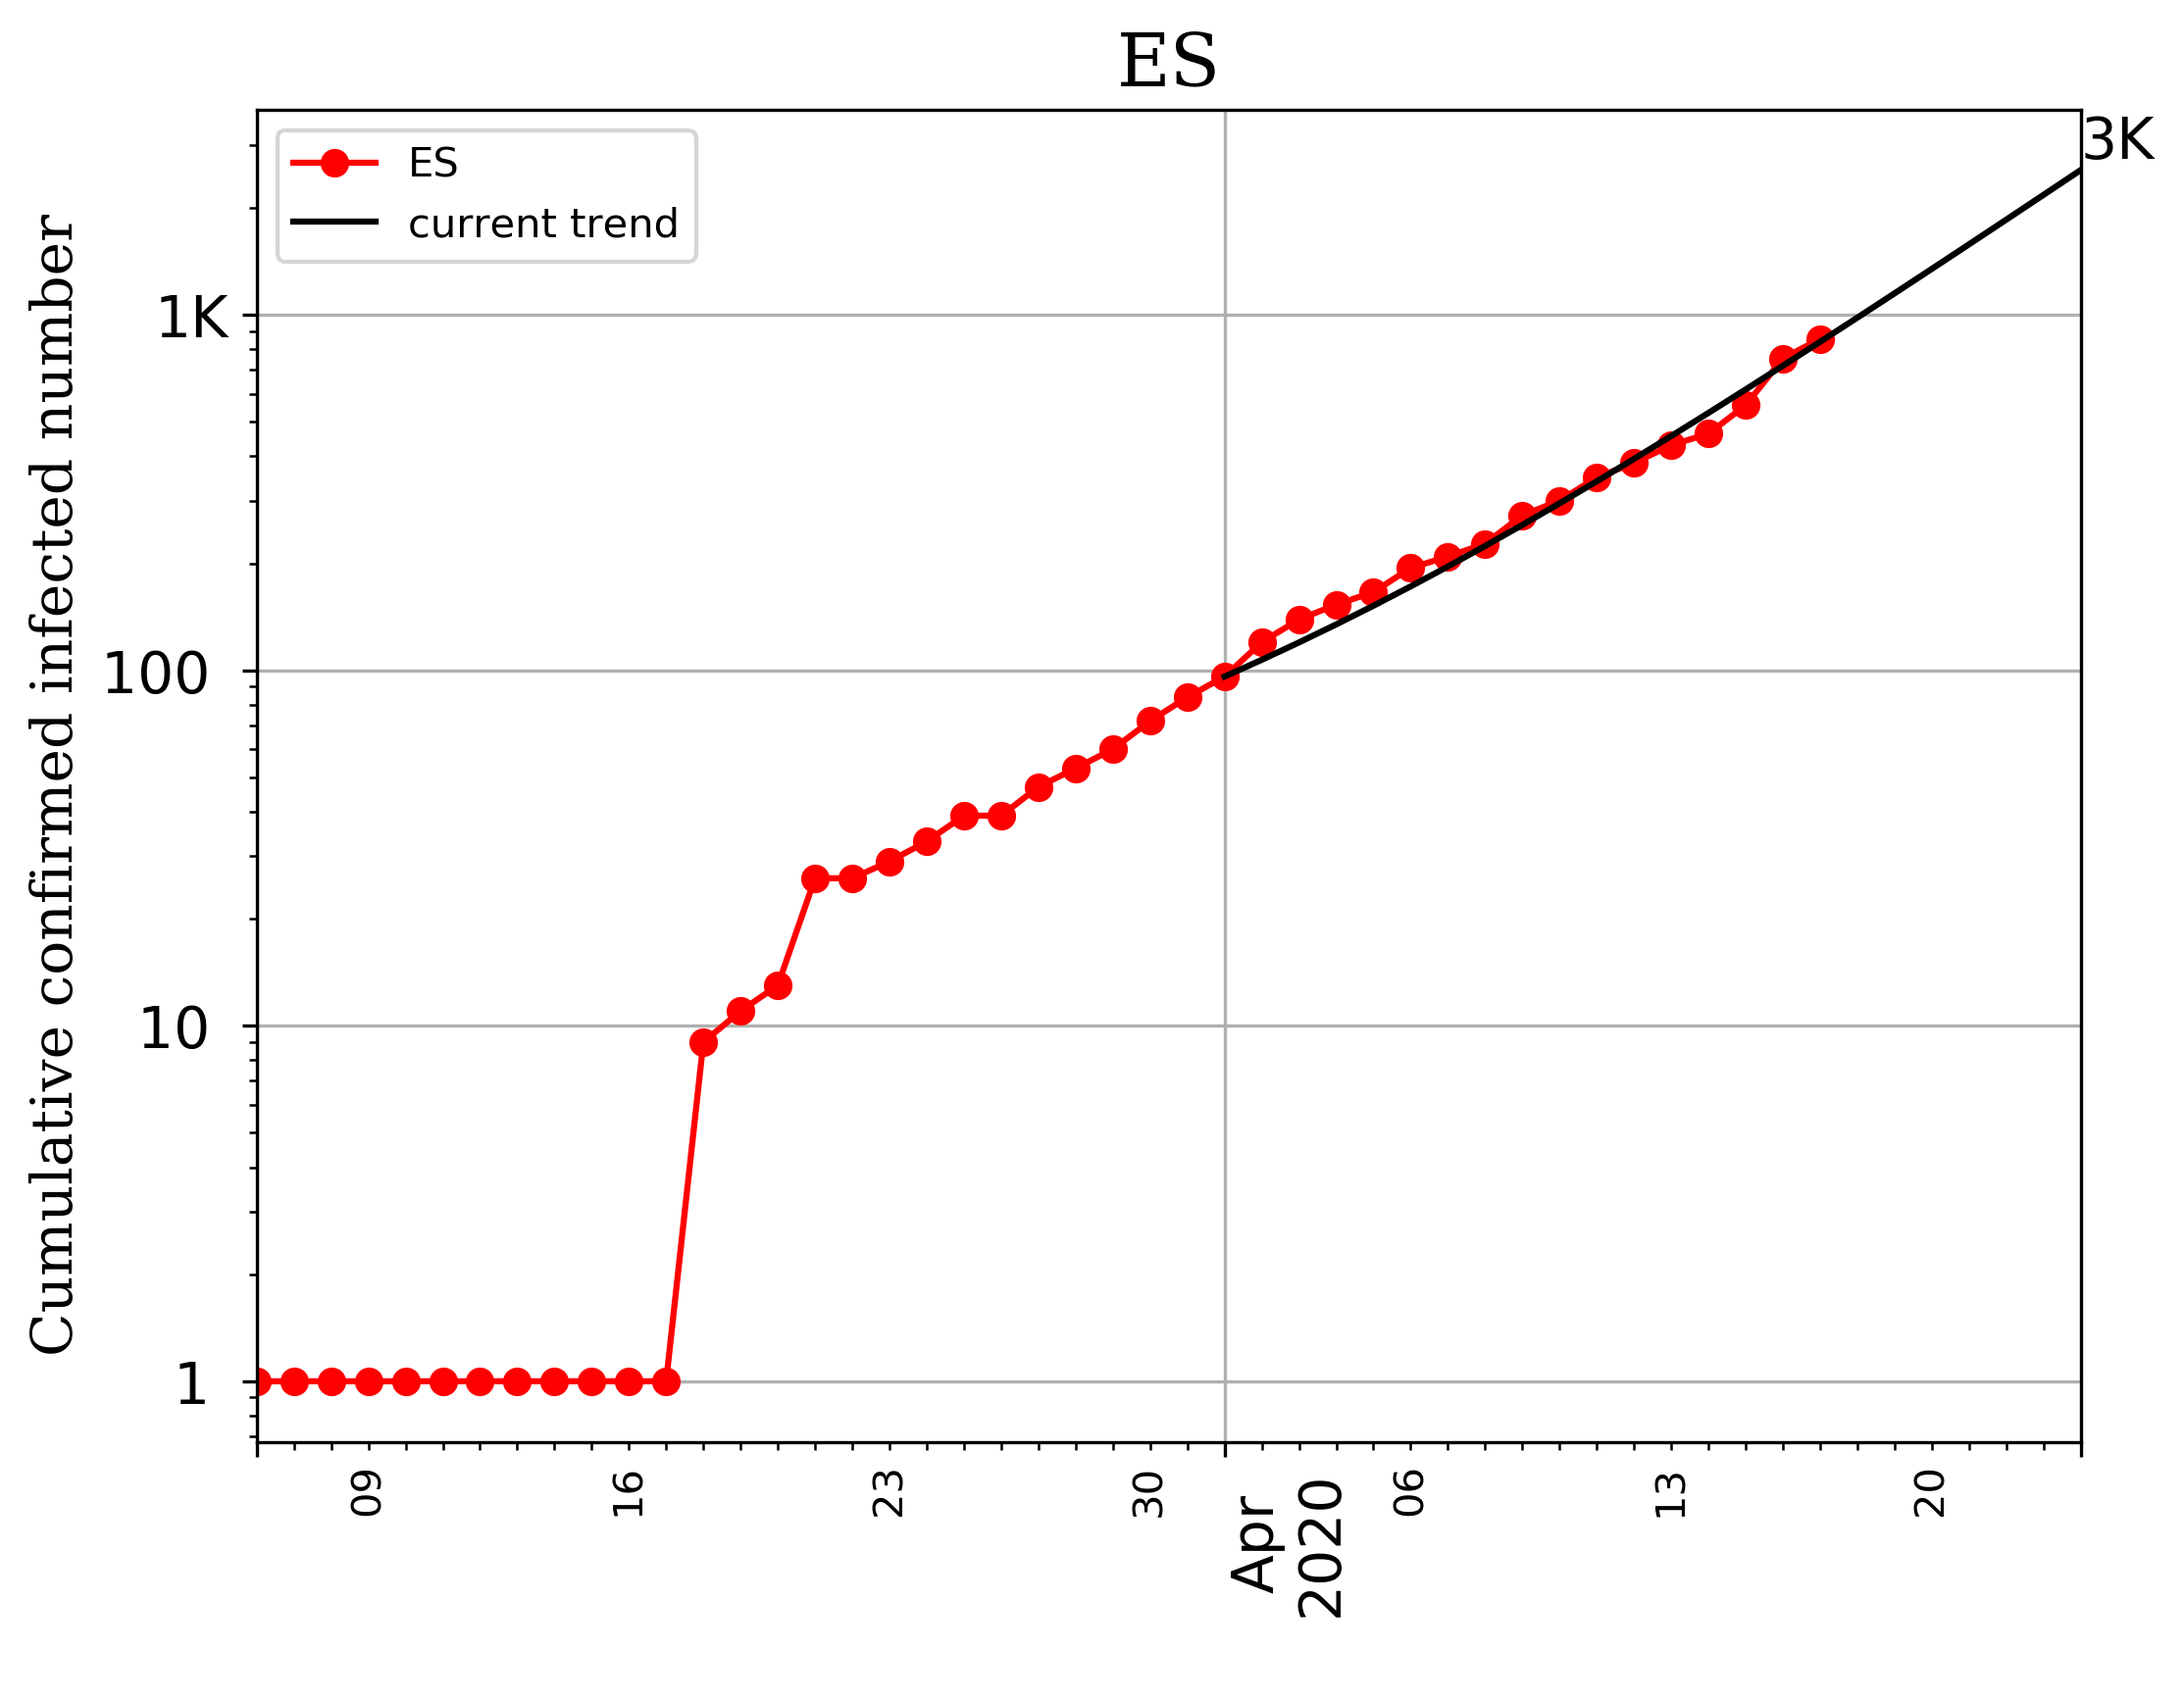 ES
3K
ES
current trend
Cumulative confirmed infected number
1K
100
10
1
09
16
23
30
Apr
2020
06
13
20